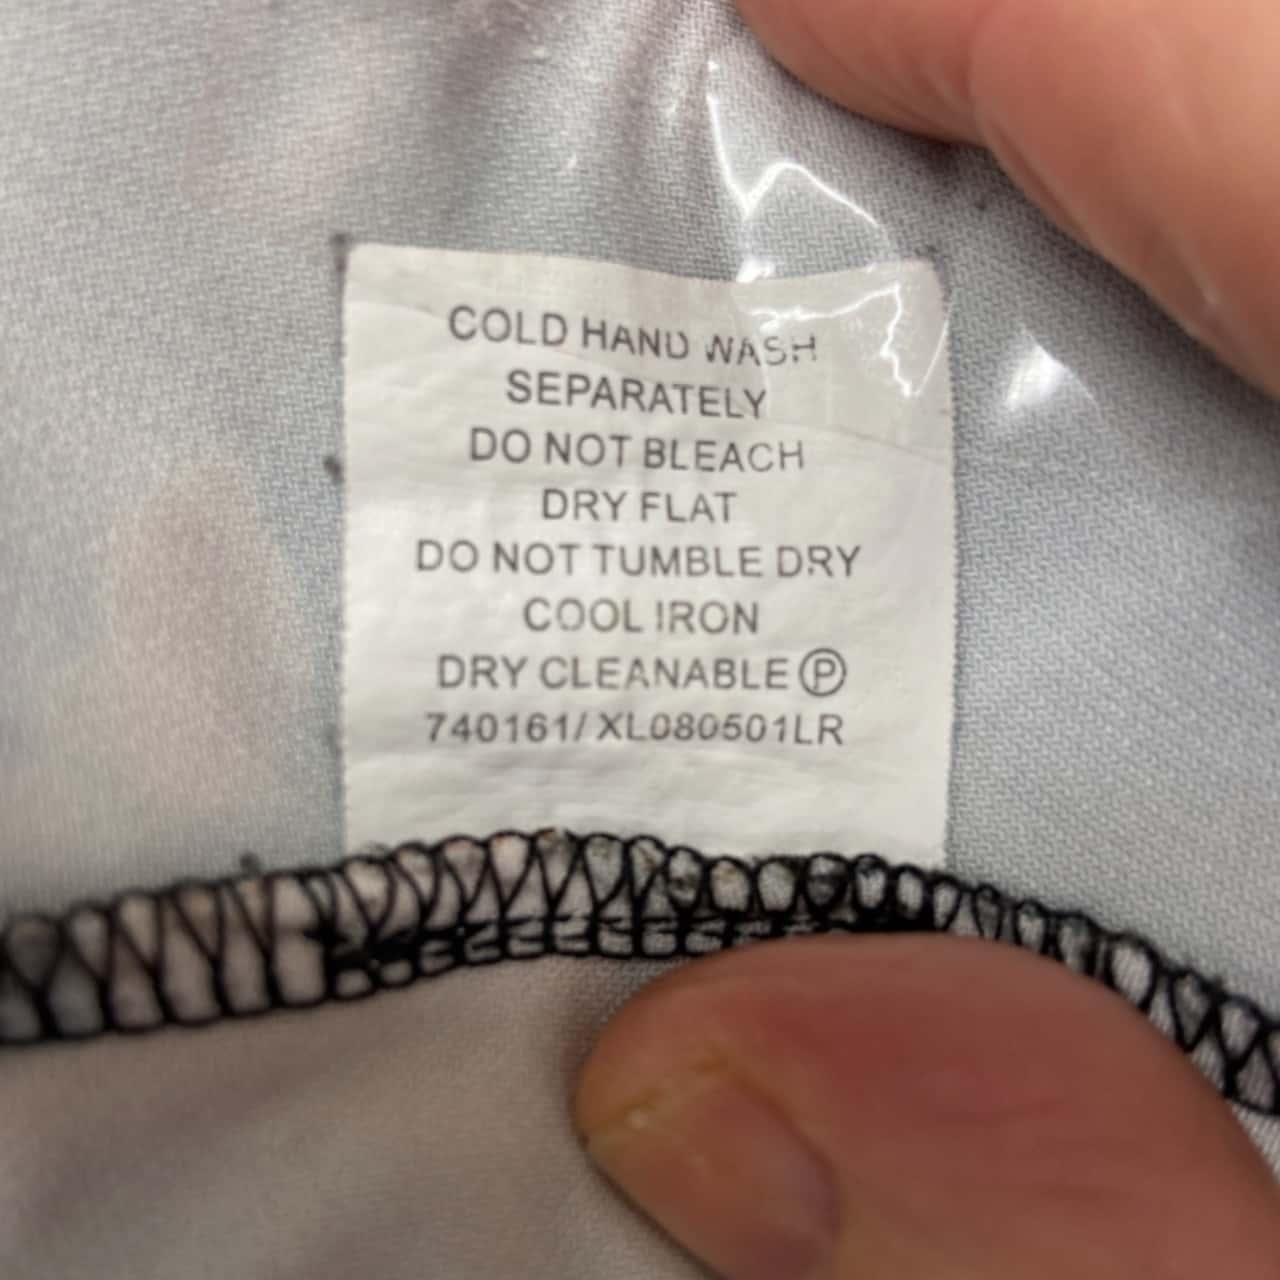 COLD HAND WASH
SEPARATELY
DO NOT BLEACH
DRY FLAT
DO NOT TUMBLE DRY
COOL IRON
DRY CLEANABLE Ⓟ
740161/ XL080501LR